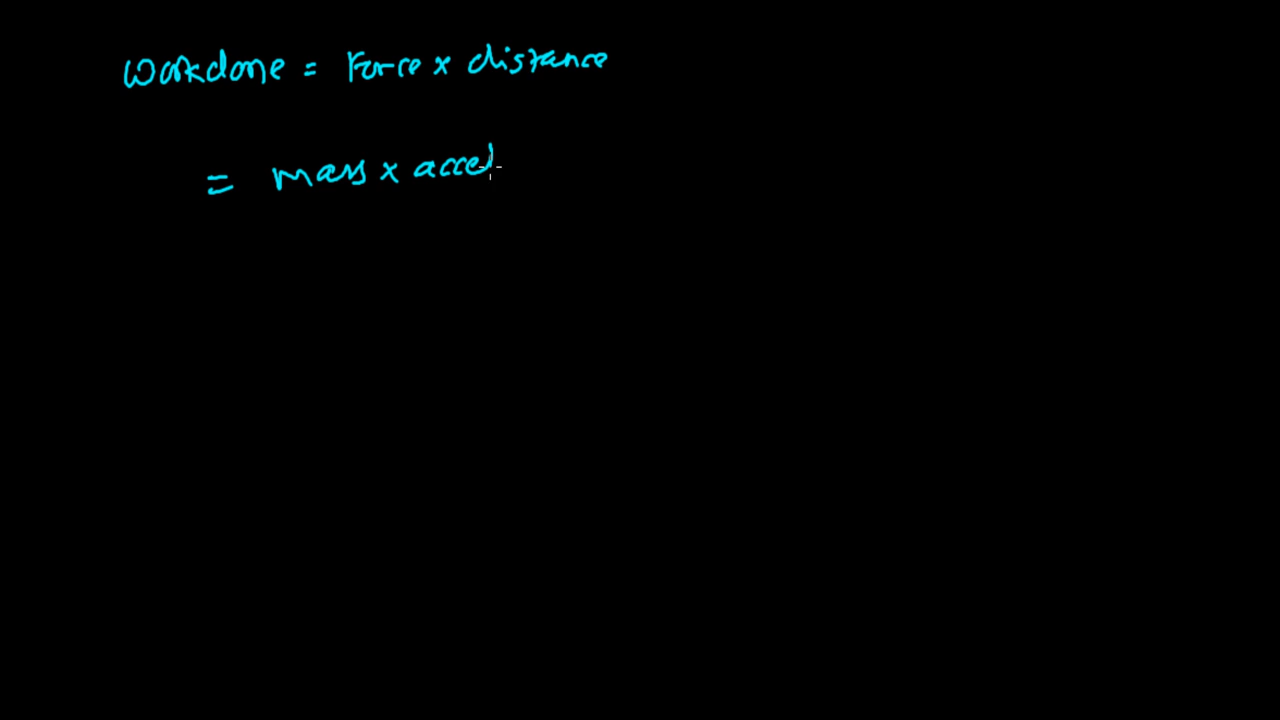 Workdone = Force × distance
= mass × accel